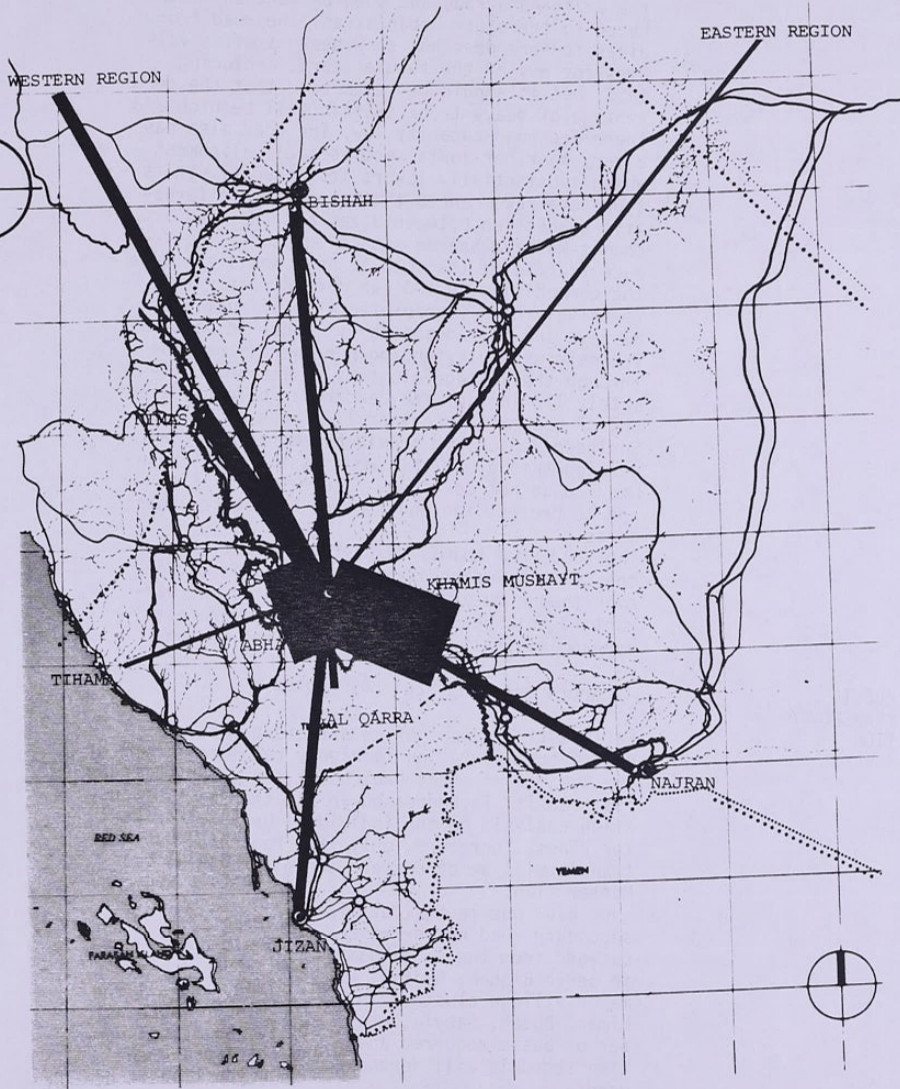 EASTERN REGION
WESTERN REGION
BISHAH
KHAMIS MUSHAYT
ABHA
TIHAMA
AL QARRA
NAJRAN
RED SEA
YEMEN
JIZAN